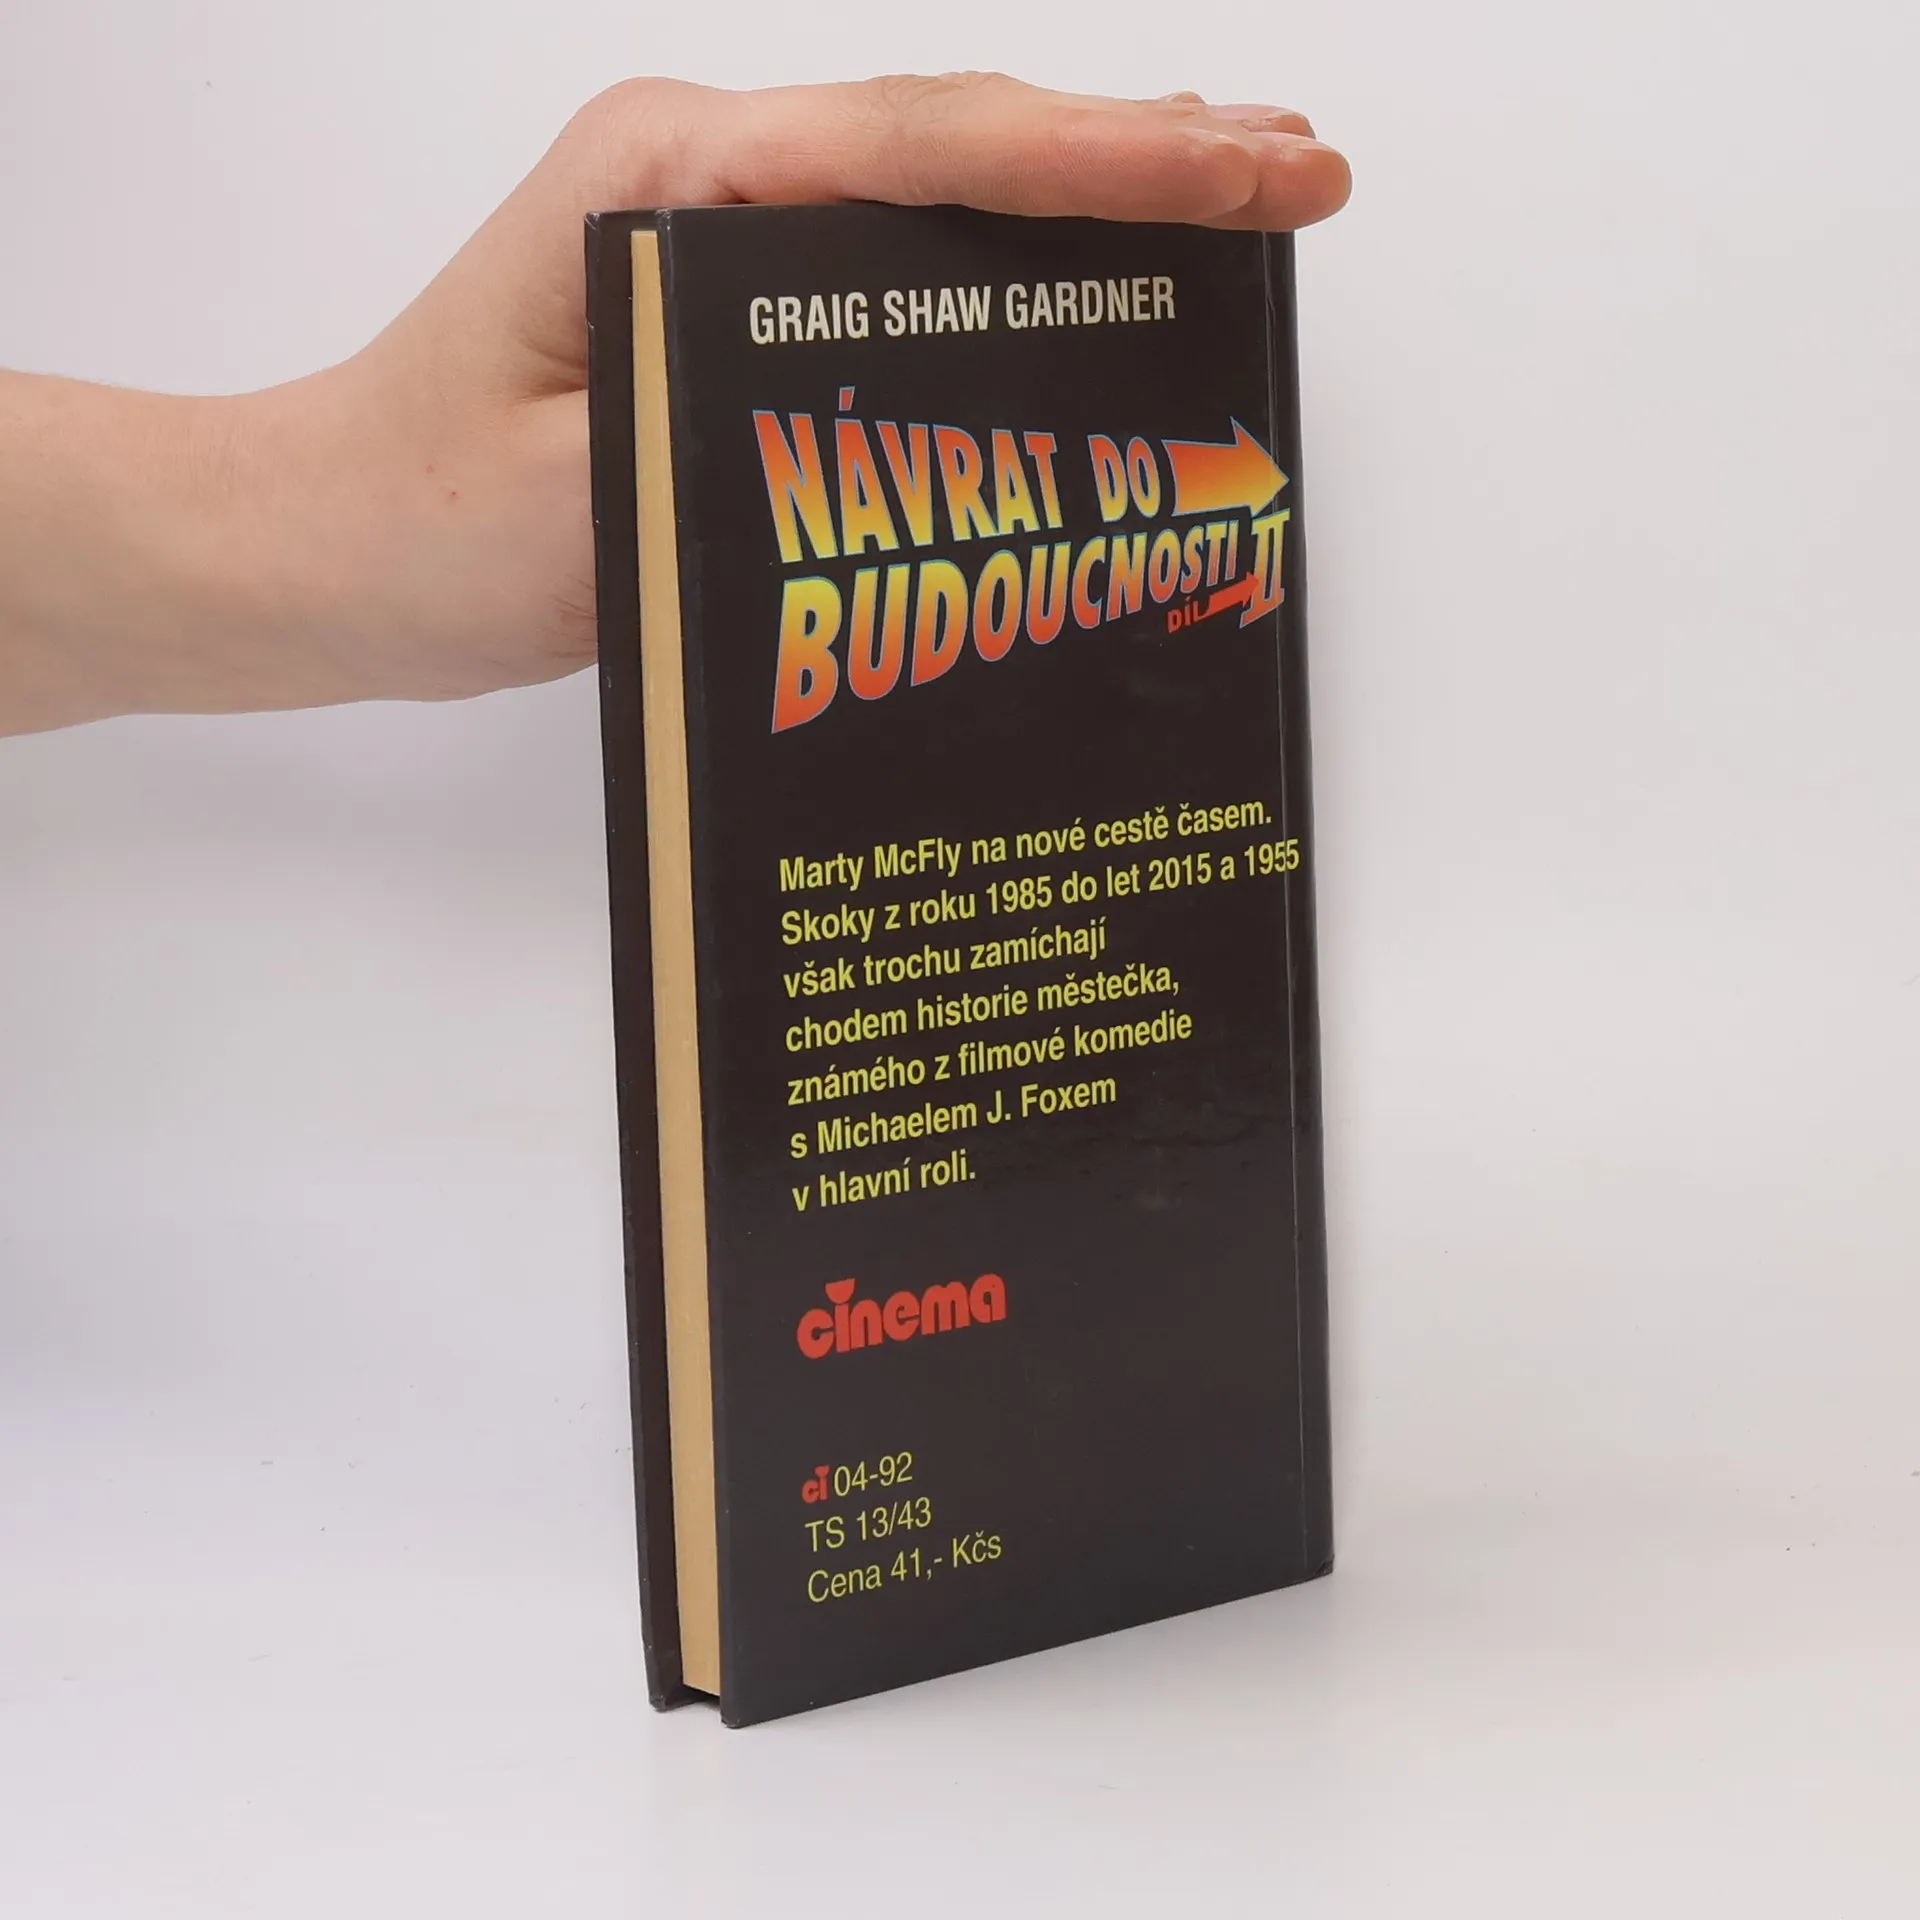 GRAIG SHAW GARDNER
NÁVRAT DO
BUDOUCNOSTI II
DÍL
Marty McFly na nové cestě časem.
Skoky z roku 1985 do let 2015 a 1955
však trochu zamíchají
chodem historie městečka,
známého z filmové komedie
s Michaelem J. Foxem
v hlavní roli.
cinema
ci 04-92
TS 13/43
Cena 41,- Kčs